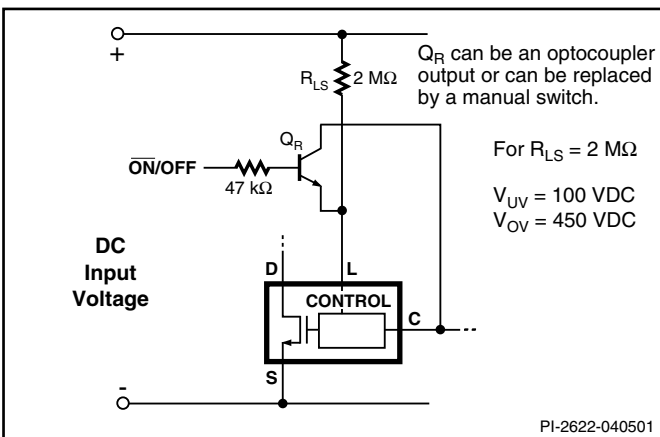 +
R_LS 2 MΩ
Q_R can be an optocoupler
output or can be replaced
by a manual switch.
Q_R
For R_LS = 2 MΩ
O̅N̅/OFF
47 kΩ
V_UV = 100 VDC
V_OV = 450 VDC
DC
Input
Voltage
D
L
CONTROL
C
S
-
PI-2622-040501